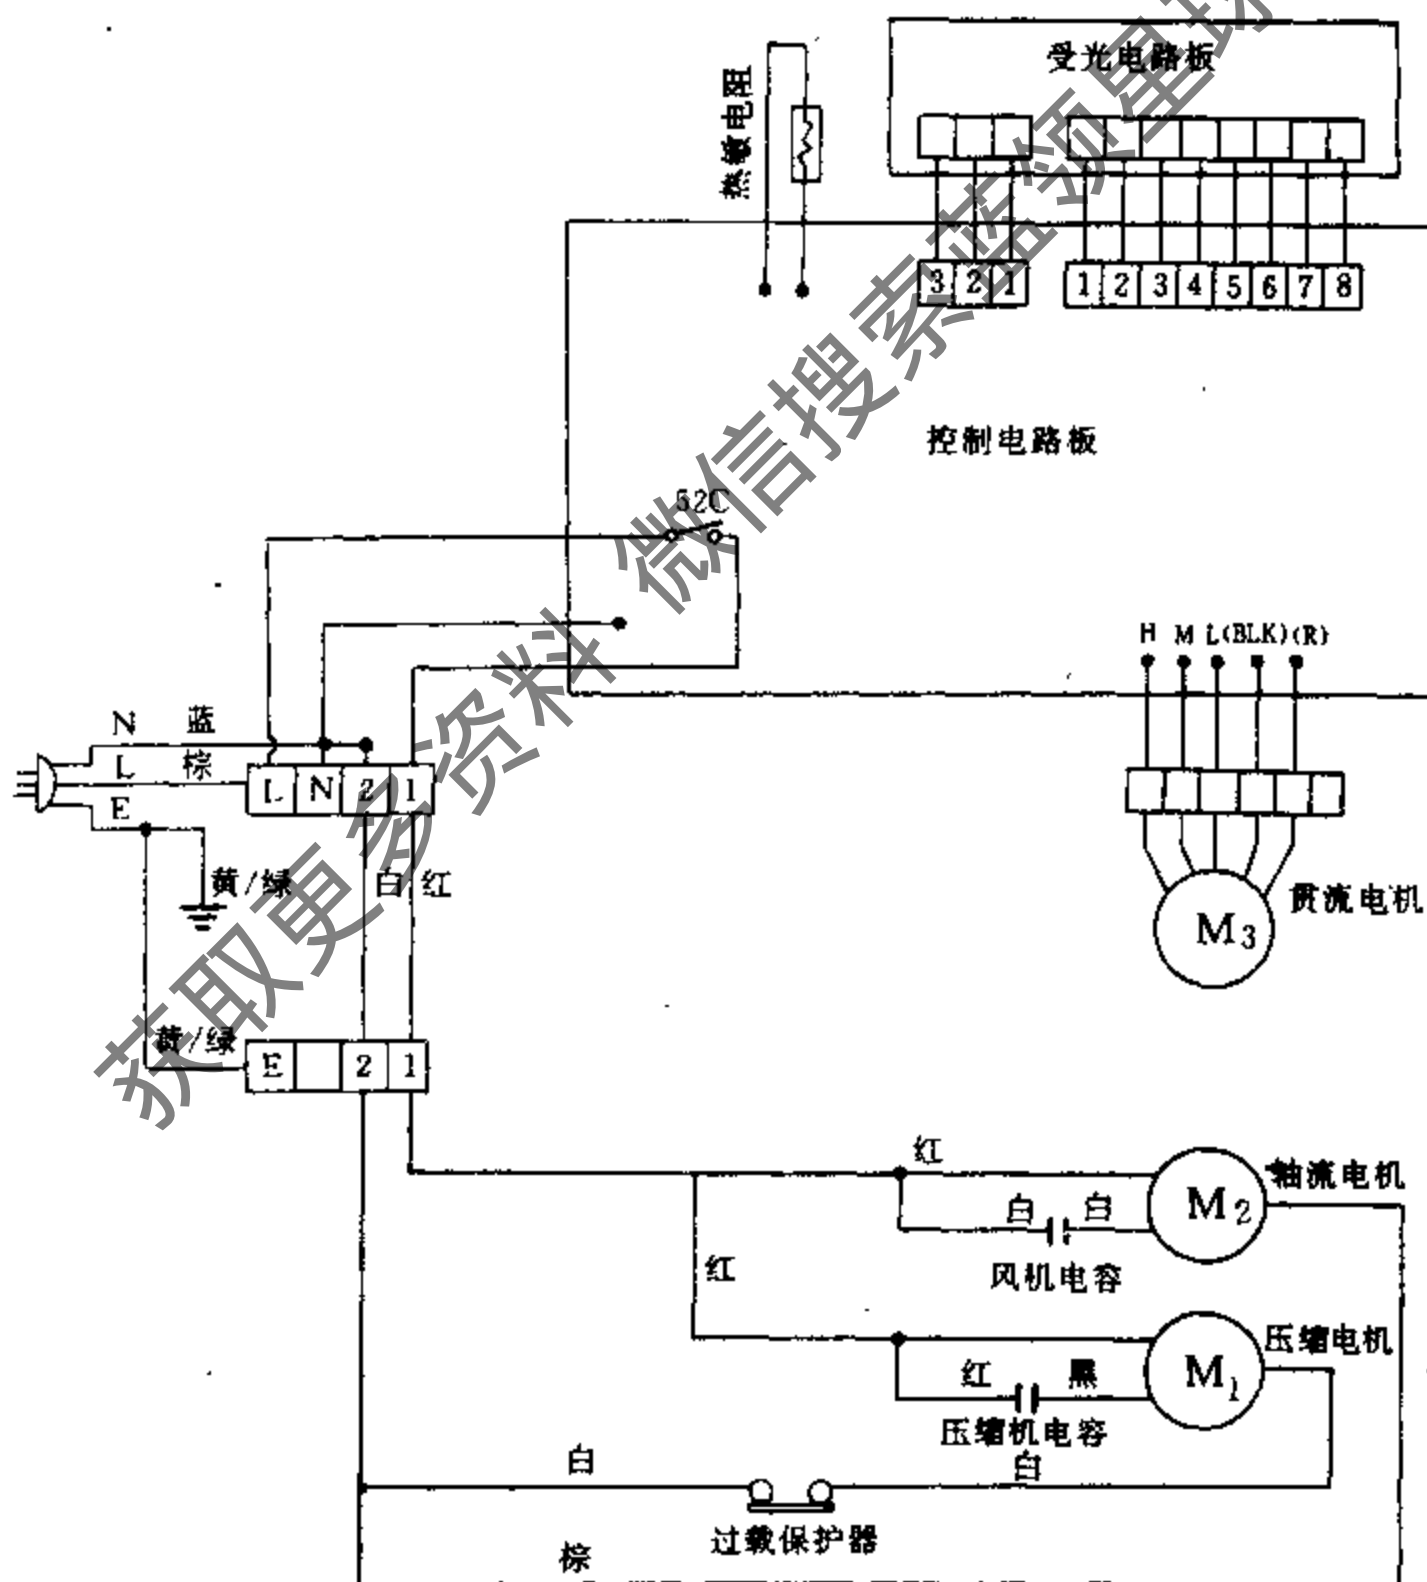 受光电路板
热敏电阻
3 2 1 1 2 3 4 5 6 7 8
控制电路板
52C
H M L (BLK) (R)
N 蓝
L 棕
L N 2 1
E
黄/绿 白 红
M3 贯流电机
黄/绿
E 2 1
红
M2 轴流电机
白 白
红
风机电容
M1 压缩电机
红 黑
压缩机电容
白 白
过载保护器
棕
获取更多资料 微信搜索蓝领星球